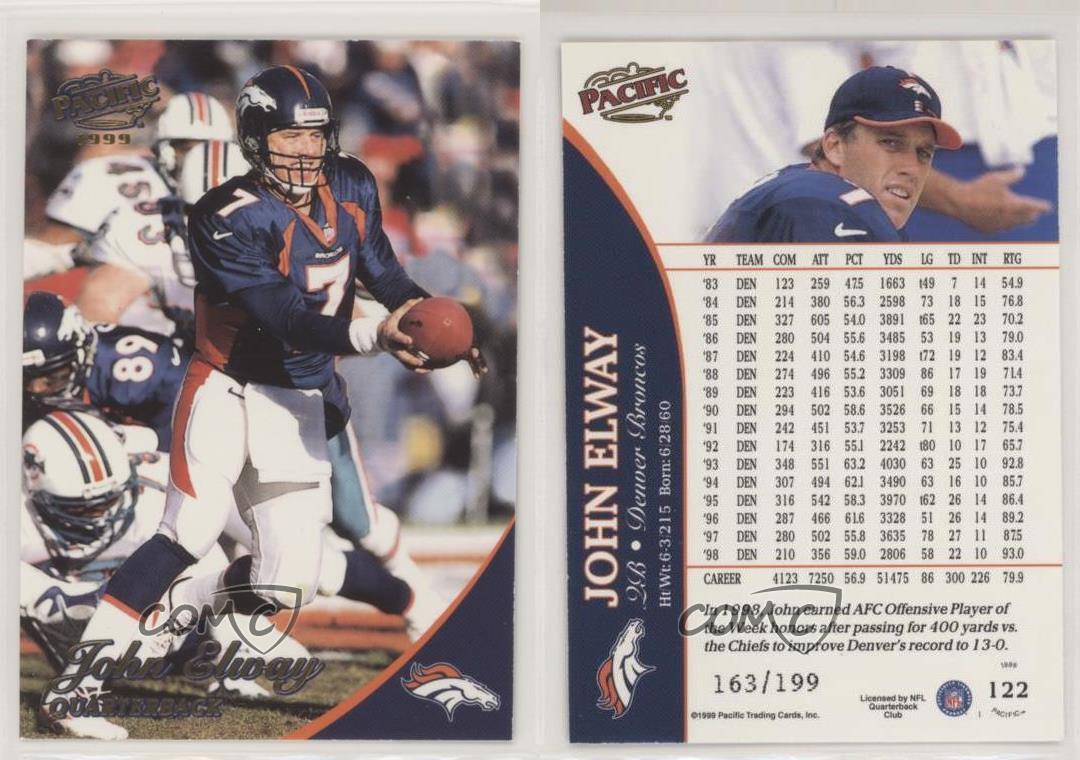 PACIFIC
1999
7
7
BRONCOS
89
COMC
John Elway
QUARTERBACK
PACIFIC
JOHN ELWAY
QB • Denver Broncos
Ht/Wt: 6-3/215 Born: 6/28/60
YR TEAM COM ATT PCT YDS LG TD INT RTG
'83 DEN 123 259 47.5 1663 t49 7 14 54.9
'84 DEN 214 380 56.3 2598 73 18 15 76.8
'85 DEN 327 605 54.0 3891 t65 22 23 70.2
'86 DEN 280 504 55.6 3485 53 19 13 79.0
'87 DEN 224 410 54.6 3198 t72 19 12 83.4
'88 DEN 274 496 55.2 3309 86 17 19 71.4
'89 DEN 223 416 53.6 3051 69 18 18 73.7
'90 DEN 294 502 58.6 3526 66 15 14 78.5
'91 DEN 242 451 53.7 3253 71 13 12 75.4
'92 DEN 174 316 55.1 2242 t80 10 17 65.7
'93 DEN 348 551 63.2 4030 63 25 10 92.8
'94 DEN 307 494 62.1 3490 63 16 10 85.7
'95 DEN 316 542 58.3 3970 t62 26 14 86.4
'96 DEN 287 466 61.6 3328 51 26 14 89.2
'97 DEN 280 502 55.8 3635 78 27 11 87.5
'98 DEN 210 356 59.0 2806 58 22 10 93.0
CAREER 4123 7250 56.9 51475 86 300 226 79.9
In 1998, John earned AFC Offensive Player of
the Week honors after passing for 400 yards vs.
the Chiefs to improve Denver's record to 13-0.
COMC
163/199
©1999 Pacific Trading Cards, Inc.
Licensed by NFL
Quarterback
Club
122
PACIFIC